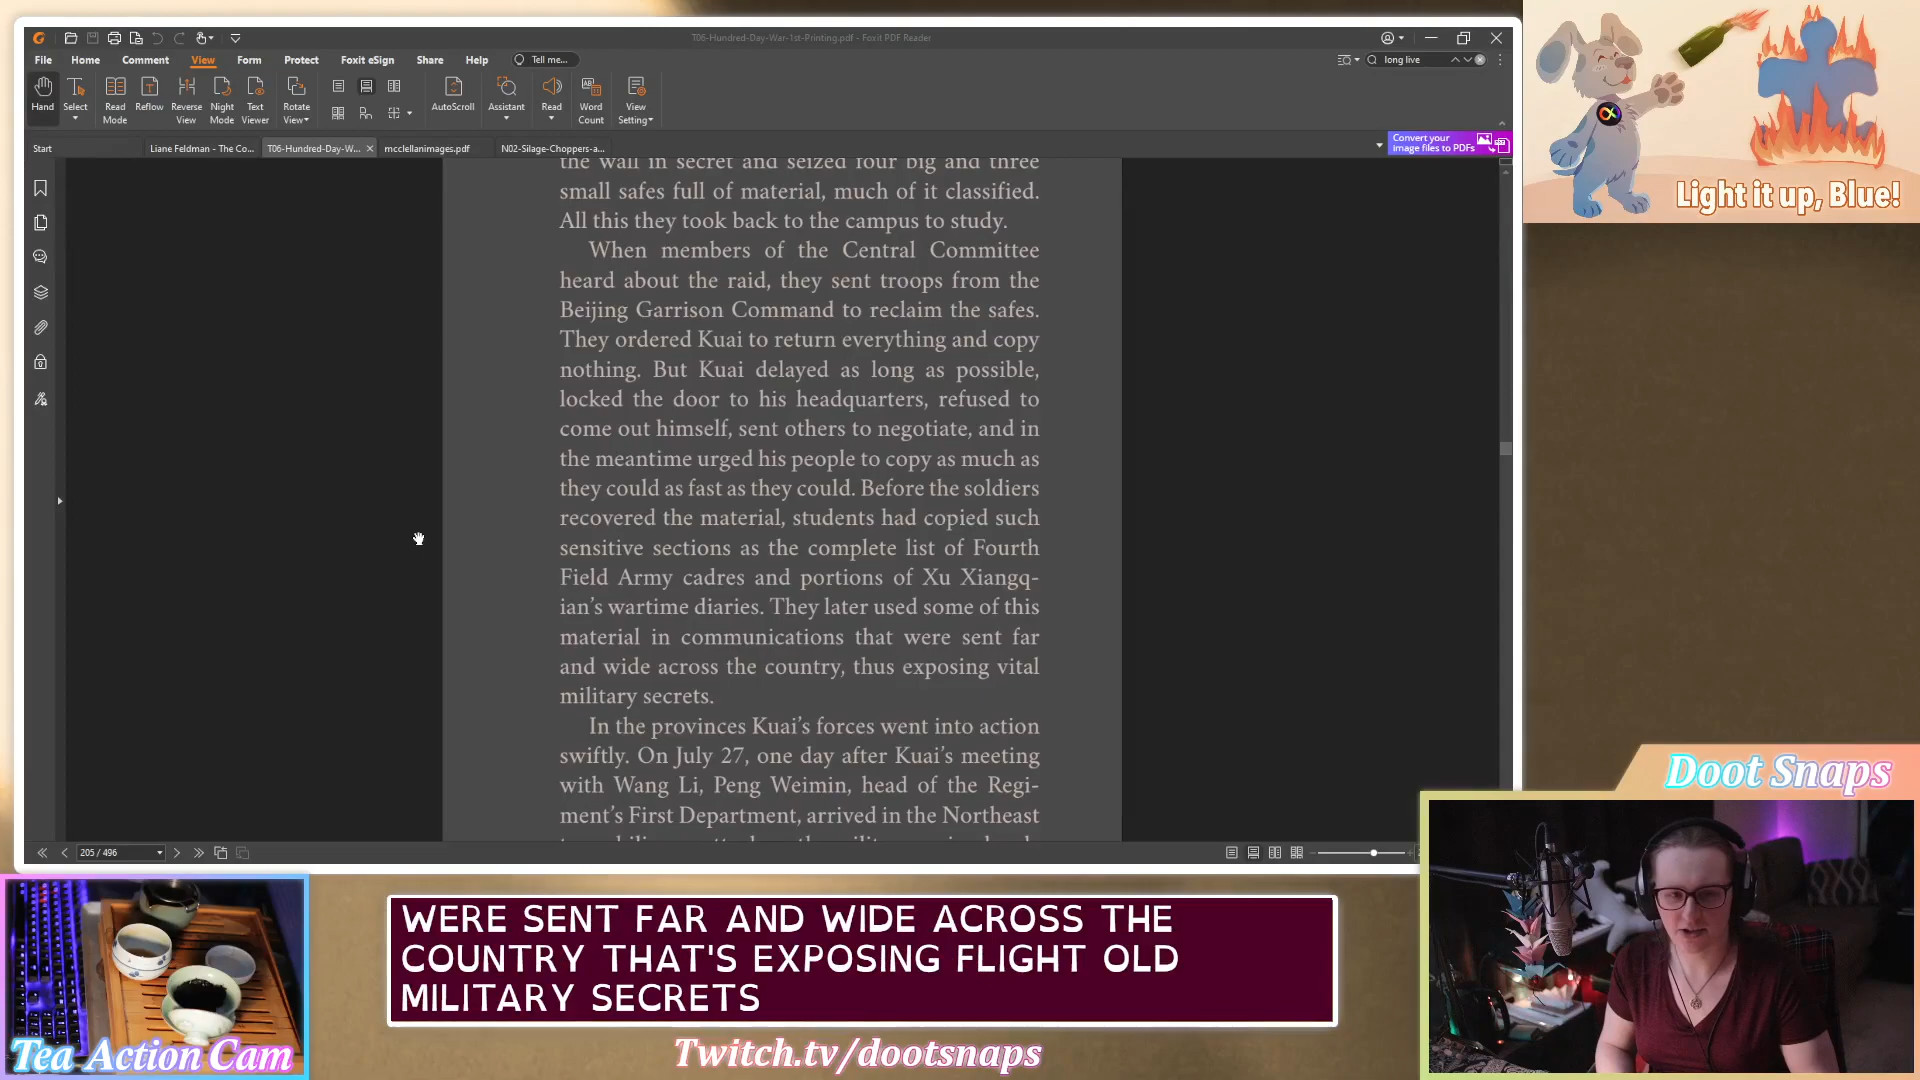 T06-Hundred-Day-War-1st-Printing.pdf - Foxit PDF Reader
File Home Comment View Form Protect Foxit eSign Share Help Tell me... long live
Hand Select Read Mode Reflow Reverse View Night Mode Text Viewer Rotate View AutoScroll Assistant Read Word Count View Setting
Start Liane Feldman - The Co... T06-Hundred-Day-W... mcclellanimages.pdf N02-Silage-Choppers-a...
Convert your
image files to PDFs
the wall in secret and seized four big and three
small safes full of material, much of it classified.
All this they took back to the campus to study.
When members of the Central Committee
heard about the raid, they sent troops from the
Beijing Garrison Command to reclaim the safes.
They ordered Kuai to return everything and copy
nothing. But Kuai delayed as long as possible,
locked the door to his headquarters, refused to
come out himself, sent others to negotiate, and in
the meantime urged his people to copy as much as
they could as fast as they could. Before the soldiers
recovered the material, students had copied such
sensitive sections as the complete list of Fourth
Field Army cadres and portions of Xu Xiangq-
ian's wartime diaries. They later used some of this
material in communications that were sent far
and wide across the country, thus exposing vital
military secrets.
In the provinces Kuai's forces went into action
swiftly. On July 27, one day after Kuai's meeting
with Wang Li, Peng Weimin, head of the Regi-
ment's First Department, arrived in the Northeast
205 / 496
Light it up, Blue!
Doot Snaps
Tea Action Cam
WERE SENT FAR AND WIDE ACROSS THE
COUNTRY THAT'S EXPOSING FLIGHT OLD
MILITARY SECRETS
Twitch.tv/dootsnaps